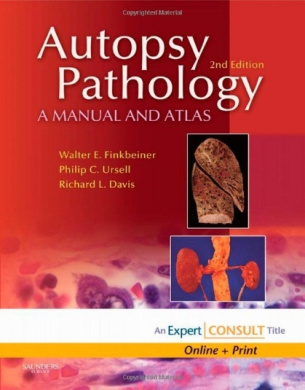 Autopsy
2nd Edition
Pathology
A MANUAL AND ATLAS
Walter E. Finkbeiner
Philip C. Ursell
Richard L. Davis
An Expert CONSULT Title
Online + Print
SAUNDERS
ELSEVIER